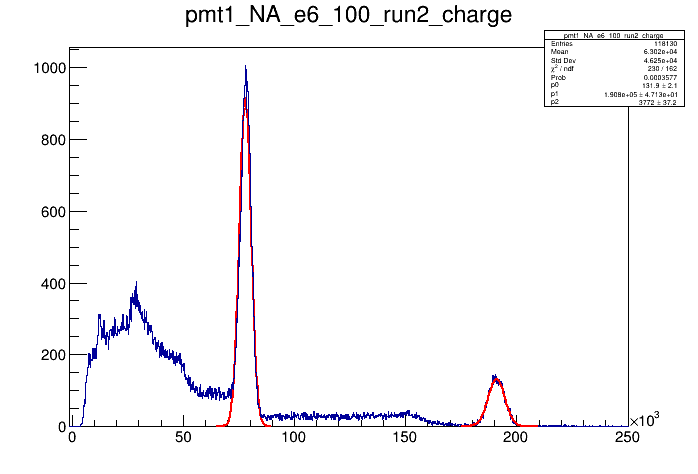 pmt1_NA_e6_100_run2_charge
pmt1_NA_e6_100_run2_charge
Entries 118130
Mean 6.302e+04
Std Dev 4.625e+04
χ² / ndf 230 / 162
Prob 0.0003577
p0 131.9 ± 2.1
p1 1.908e+05 ± 4.713e+01
p2 3772 ± 37.2
1000
800
600
400
200
0
0 50 100 150 200 250
×10³